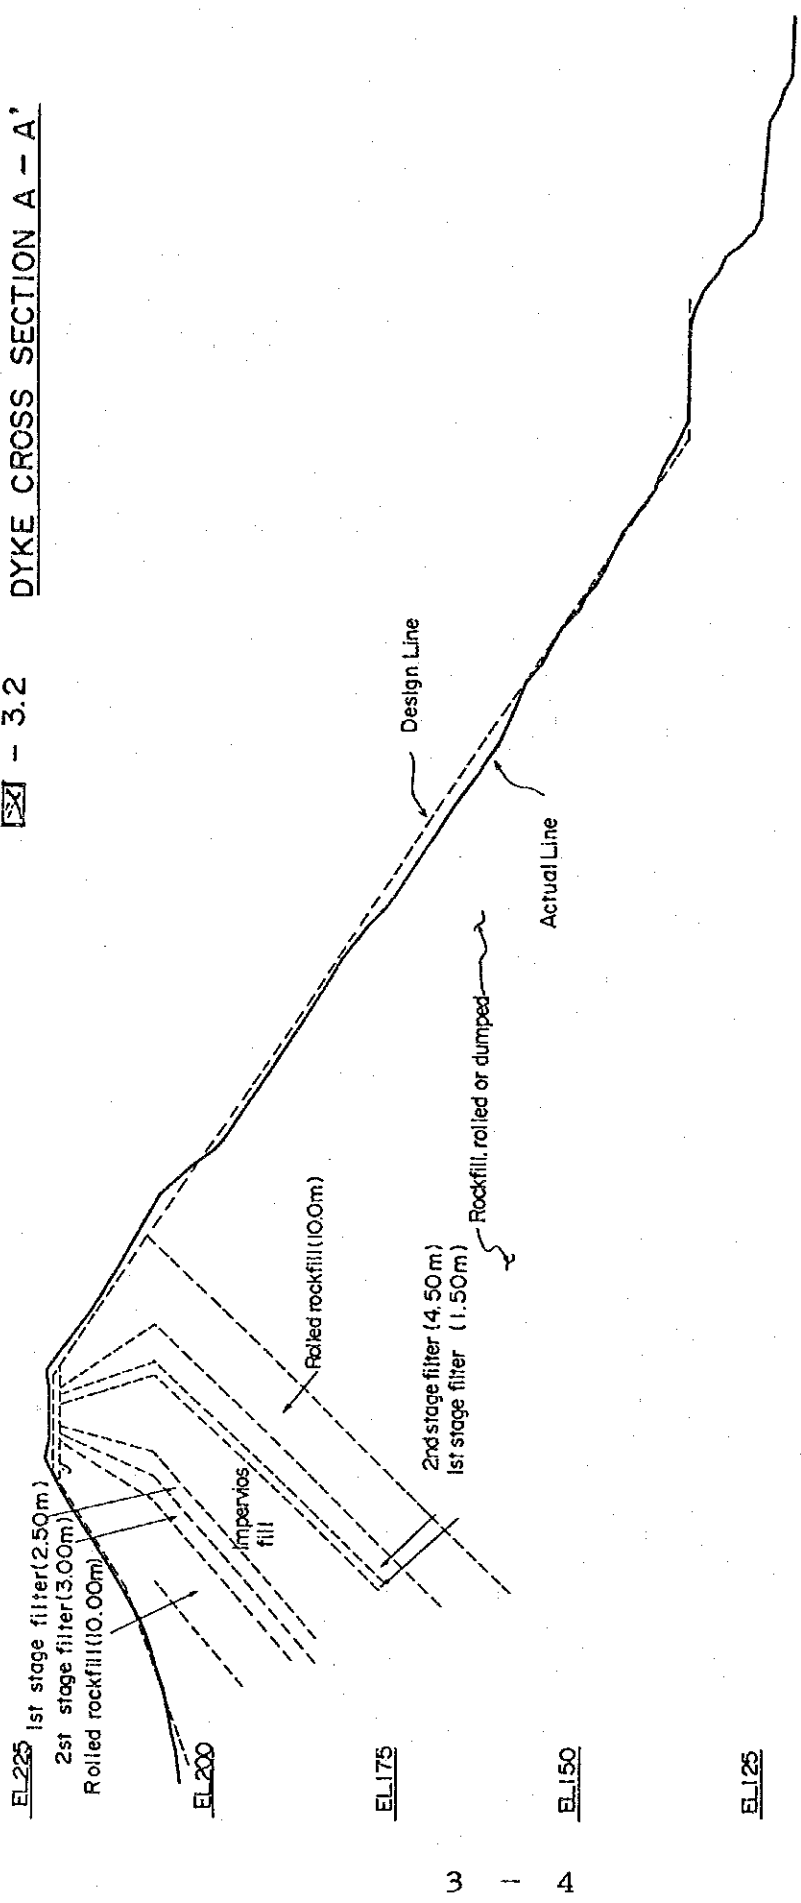 図 - 3.2 DYKE CROSS SECTION A - A'
EL225
EL200
EL175
EL150
EL125
1st stage filter(2.50m)
2st stage filter(3.00m)
Rolled rockfill(10.00m)
Impervios
fill
Rolled rockfill(10.0m)
2nd stage filter (4.50m)
1st stage filter (1.50m)
Rockfill, rolled or dumped
Design Line
Actual Line
3 - 4